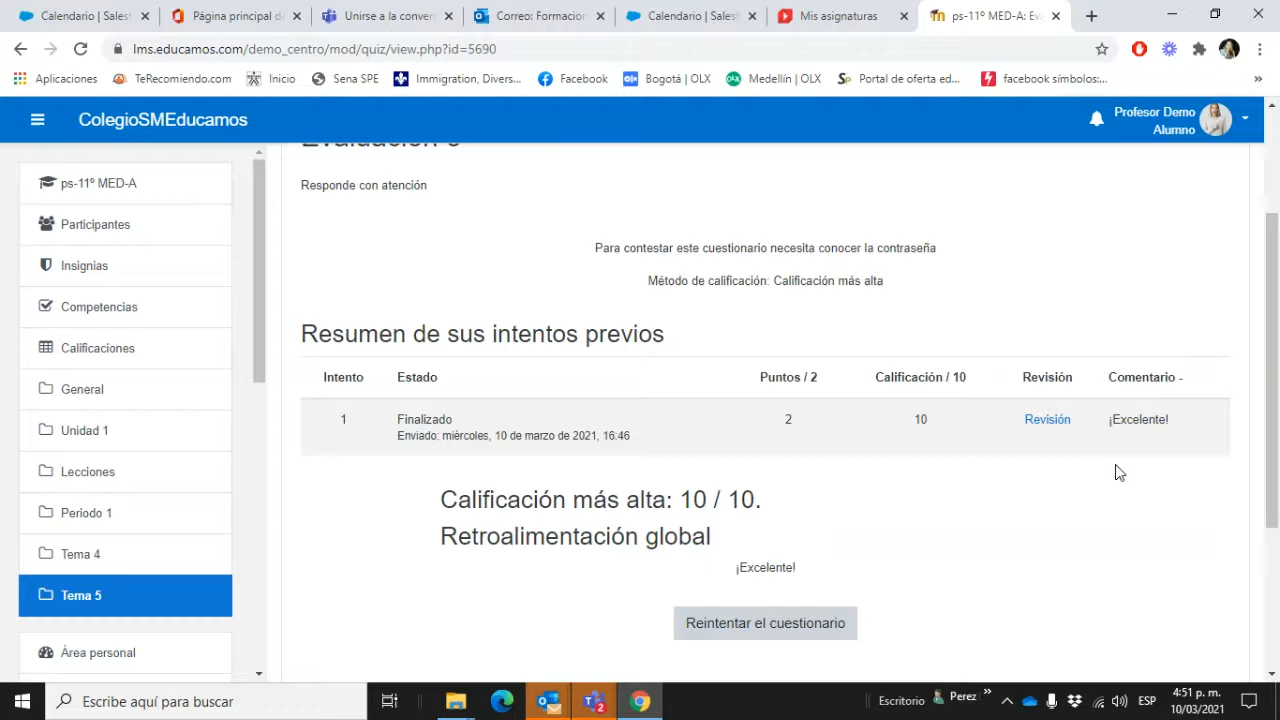 Calendario | Sales
Página principal d
Unirse a la conver
Correo: Formacion
Calendario | Sales
Mis asignaturas
ps-11º MED-A: Ev
lms.educamos.com/demo_centro/mod/quiz/view.php?id=5690
Aplicaciones
TeRecomiendo.com
Inicio
Sena SPE
Immigration, Divers...
Facebook
Bogotá | OLX
Medellín | OLX
Portal de oferta ed...
facebook símbolos:...
ColegioSMEducamos
Profesor Demo
Alumno
ps-11º MED-A
Participantes
Insignias
Competencias
Calificaciones
General
Unidad 1
Lecciones
Periodo 1
Tema 4
Tema 5
Área personal
Responde con atención
Para contestar este cuestionario necesita conocer la contraseña
Método de calificación: Calificación más alta
Resumen de sus intentos previos
Intento Estado Puntos / 2 Calificación / 10 Revisión Comentario -
1 Finalizado 2 10 Revisión ¡Excelente!
Enviado: miércoles, 10 de marzo de 2021, 16:46
Calificación más alta: 10 / 10.
Retroalimentación global
¡Excelente!
Reintentar el cuestionario
Escribe aquí para buscar
Escritorio
Perez
ESP
4:51 p. m.
10/03/2021